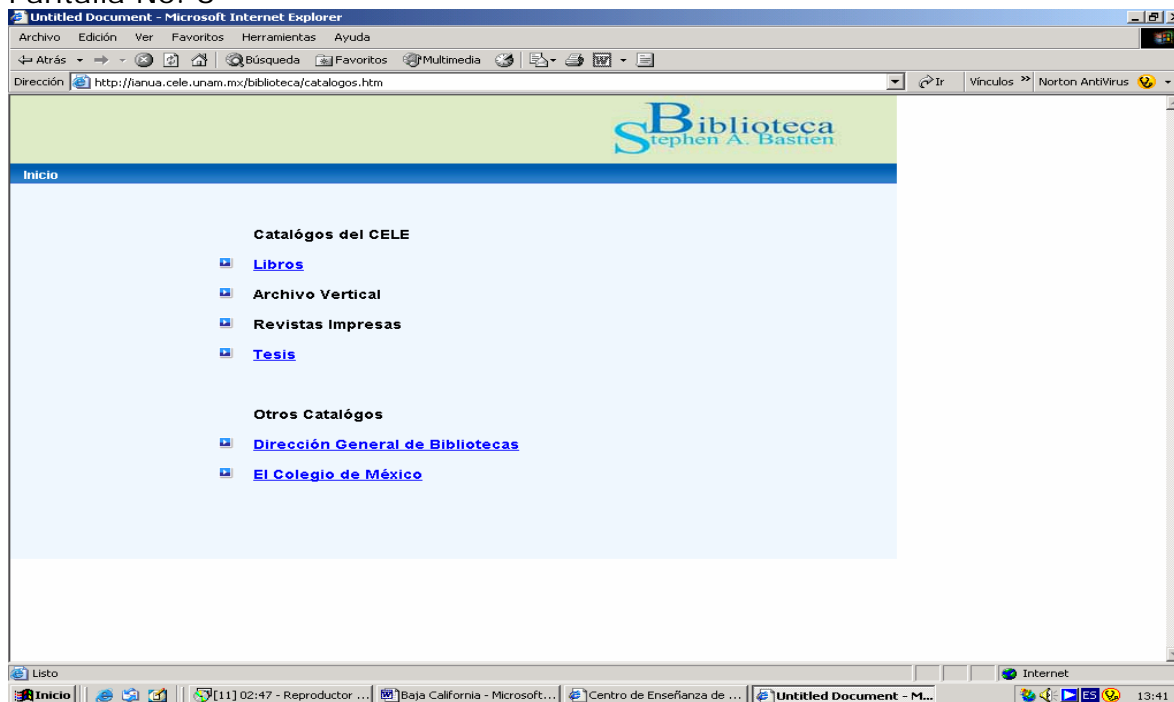 Pantalla No. 3
Untitled Document - Microsoft Internet Explorer
Archivo Edición Ver Favoritos Herramientas Ayuda
Atrás Búsqueda Favoritos Multimedia
Dirección http://ianua.cele.unam.mx/biblioteca/catalogos.htm Ir Vínculos » Norton AntiVirus
Biblioteca
Stephen A. Bastien
Inicio
Catalógos del CELE
Libros
Archivo Vertical
Revistas Impresas
Tesis
Otros Catalógos
Dirección General de Bibliotecas
El Colegio de México
Listo Internet
Inicio [11] 02:47 - Reproductor ... Baja California - Microsoft... Centro de Enseñanza de ... Untitled Document - M... ES 13:41